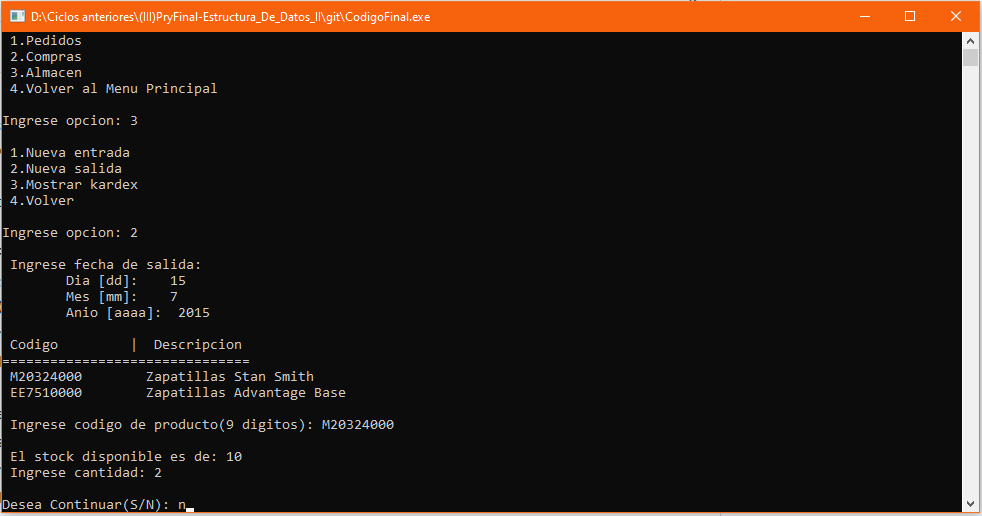 D:\Ciclos anteriores\(III)PryFinal-Estructura_De_Datos_II\git\CodigoFinal.exe
1.Pedidos
2.Compras
3.Almacen
4.Volver al Menu Principal
Ingrese opcion: 3
1.Nueva entrada
2.Nueva salida
3.Mostrar kardex
4.Volver
Ingrese opcion: 2
Ingrese fecha de salida:
Dia [dd]: 15
Mes [mm]: 7
Anio [aaaa]: 2015
Codigo | Descripcion
===============================
M20324000 Zapatillas Stan Smith
EE7510000 Zapatillas Advantage Base
Ingrese codigo de producto(9 digitos): M20324000
El stock disponible es de: 10
Ingrese cantidad: 2
Desea Continuar(S/N): n